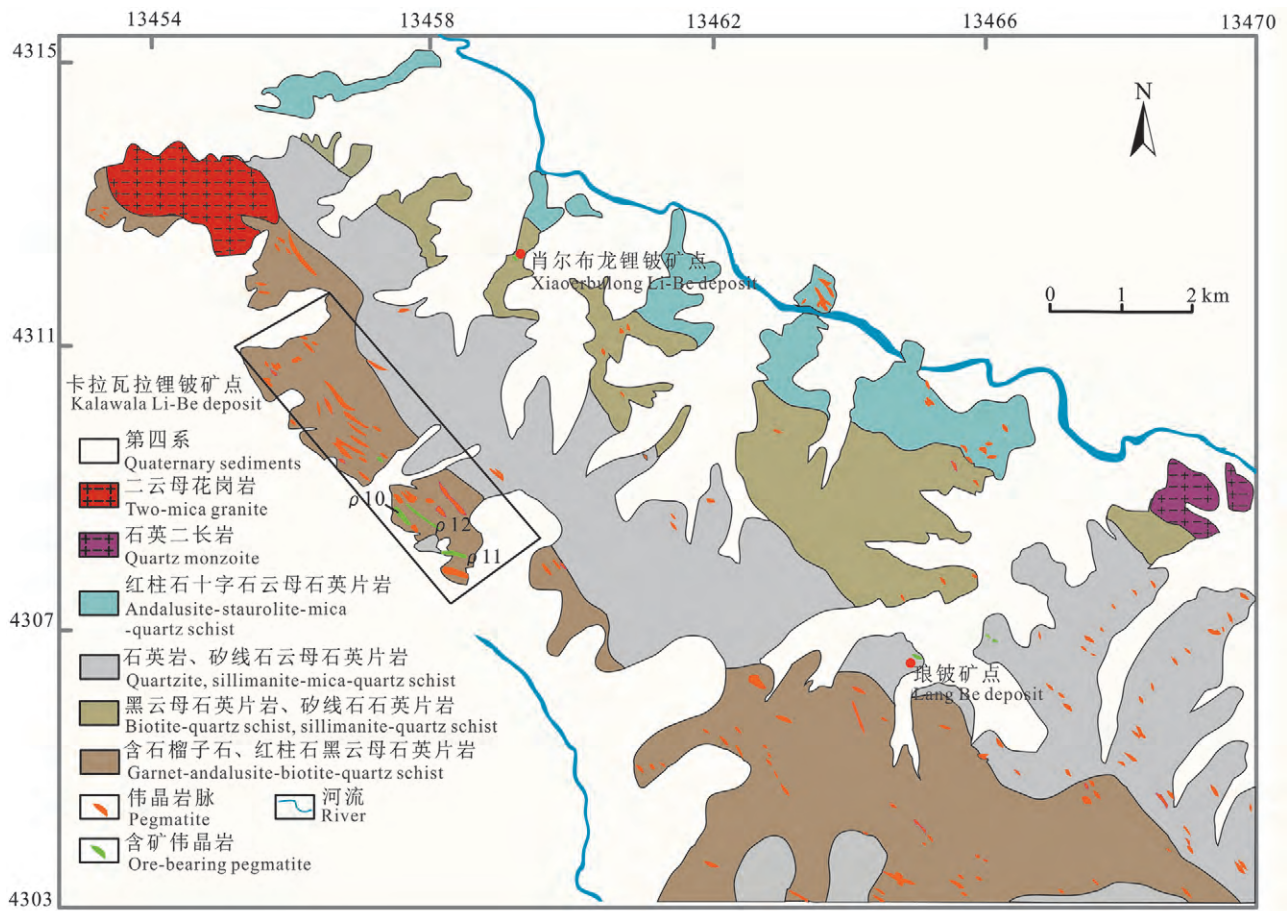 13454
13458
13462
13466
13470
4315
4311
4307
4303
N
0 1 2 km
肖尔布龙锂铍矿点
Xiaoerbulong Li-Be deposit
卡拉瓦拉锂铍矿点
Kalawala Li-Be deposit
ρ10
ρ12
ρ11
琅铍矿点
Lang Be deposit
第四系
Quaternary sediments
二云母花岗岩
Two-mica granite
石英二长岩
Quartz monzoite
红柱石十字石云母石英片岩
Andalusite-staurolite-mica
-quartz schist
石英岩、矽线石云母石英片岩
Quartzite, sillimanite-mica-quartz schist
黑云母石英片岩、矽线石石英片岩
Biotite-quartz schist, sillimanite-quartz schist
含石榴子石、红柱石黑云母石英片岩
Garnet-andalusite-biotite-quartz schist
伟晶岩脉
Pegmatite
河流
River
含矿伟晶岩
Ore-bearing pegmatite